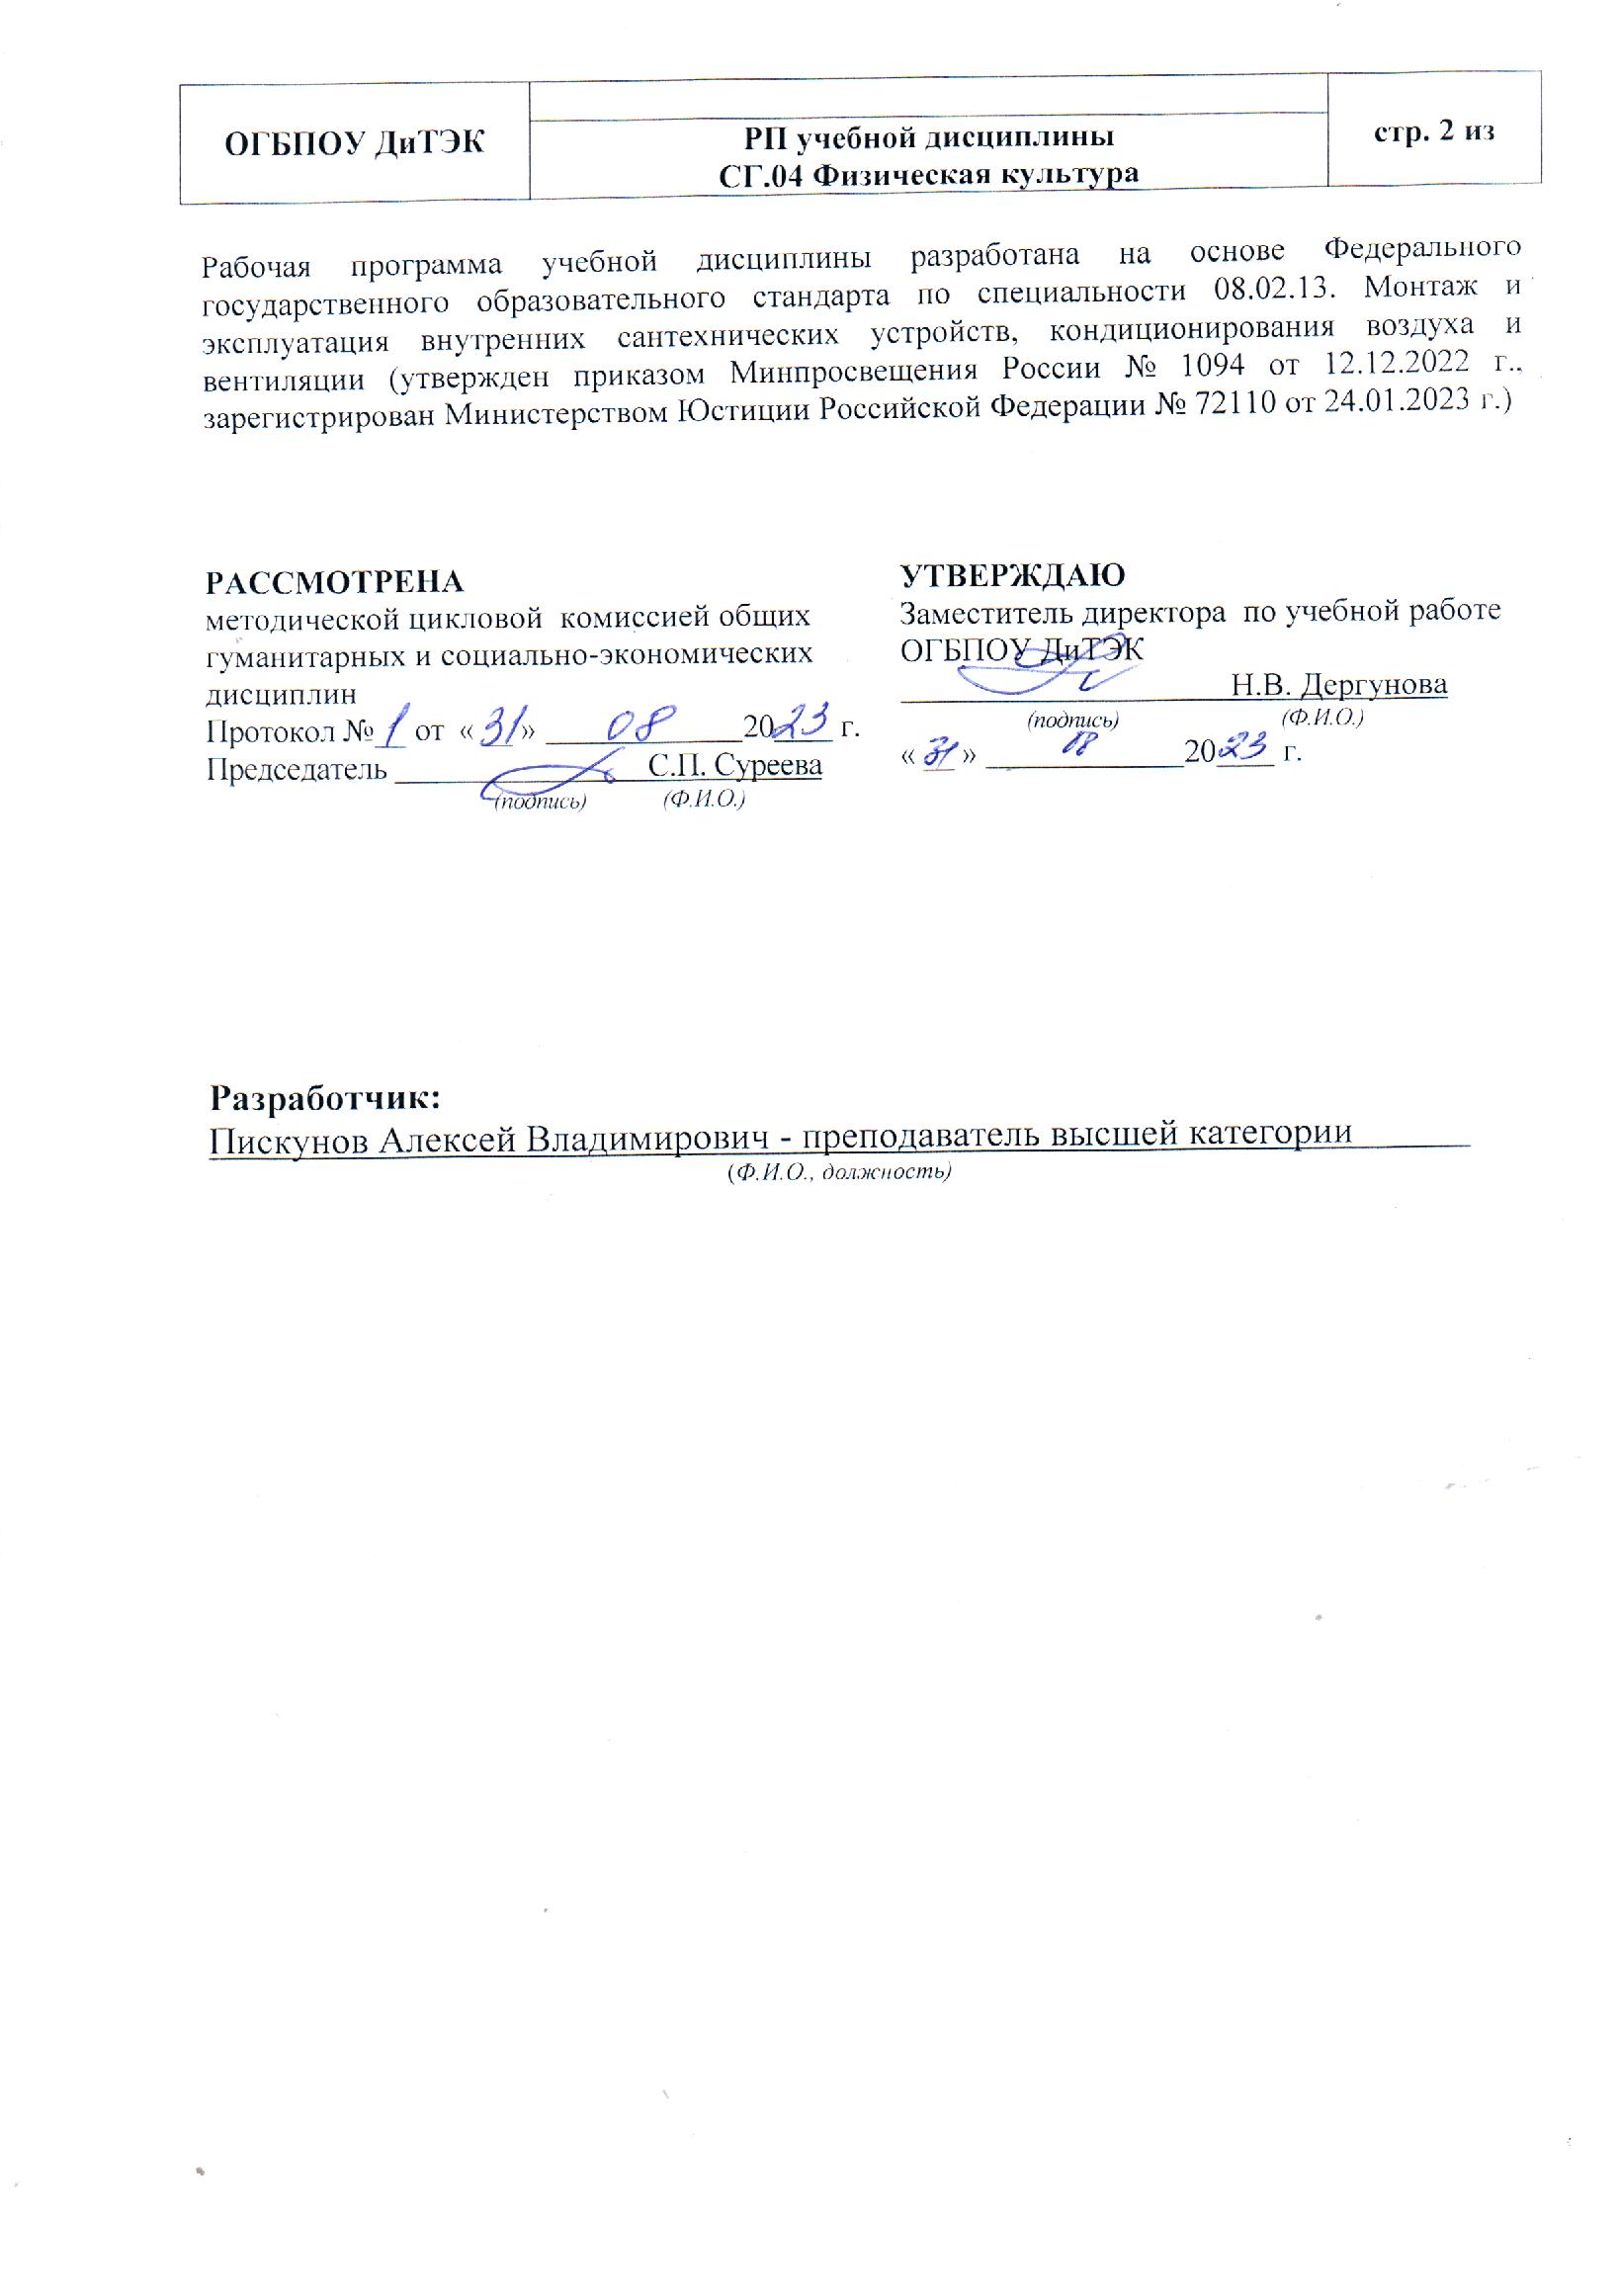 ОГБПОУ ДиТЭК
РП учебной дисциплины
СГ.04 Физическая культура
стр. 2 из
Рабочая программа учебной дисциплины разработана на основе Федерального
государственного образовательного стандарта по специальности 08.02.13. Монтаж и
эксплуатация внутренних сантехнических устройств, кондиционирования воздуха и
вентиляции (утвержден приказом Минпросвещения России № 1094 от 12.12.2022 г.,
зарегистрирован Министерством Юстиции Российской Федерации № 72110 от 24.01.2023 г.)
РАССМОТРЕНА
методической цикловой комиссией общих
гуманитарных и социально-экономических
дисциплин
Протокол № 1 от «31» 08 2023 г.
Председатель С.П. Суреева
(подпись) (Ф.И.О.)
УТВЕРЖДАЮ
Заместитель директора по учебной работе
ОГБПОУ ДиТЭК
Н.В. Дергунова
(подпись) (Ф.И.О.)
«31» 08 2023 г.
Разработчик:
Пискунов Алексей Владимирович - преподаватель высшей категории
(Ф.И.О., должность)